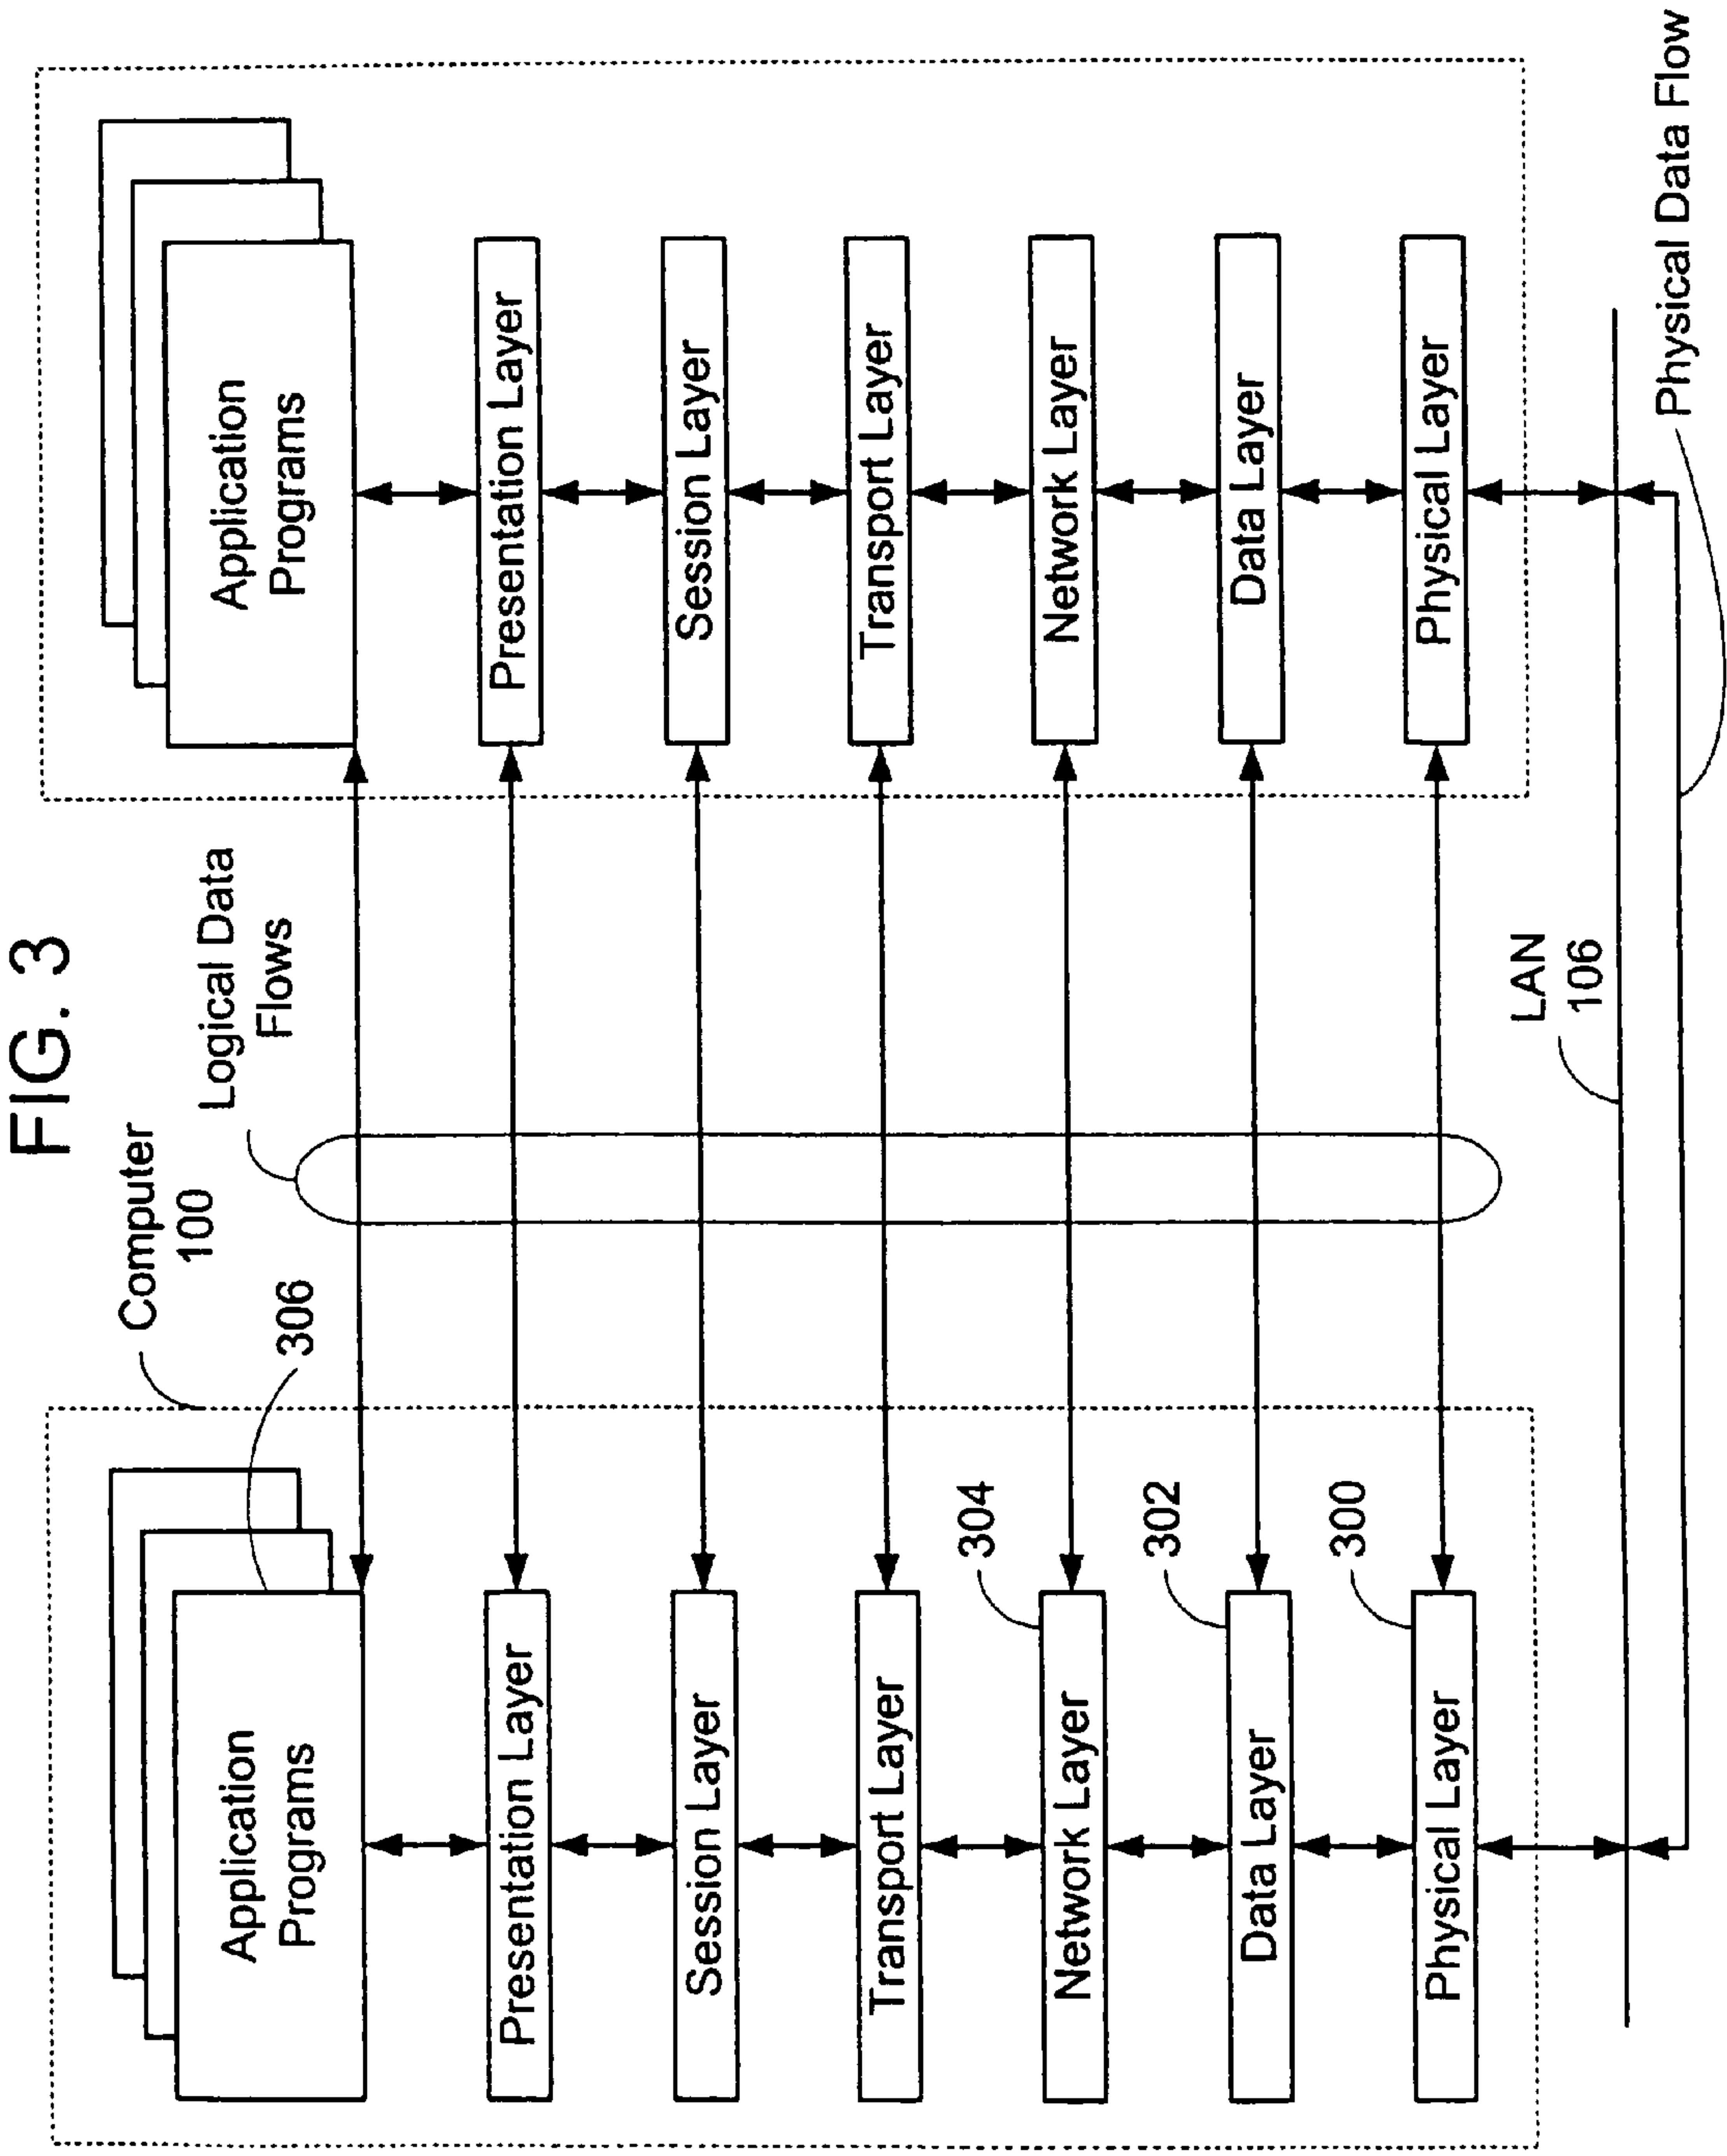 FIG. 3
Computer
100
Logical Data
Flows
306
Application
Programs
Application
Programs
Presentation Layer
Presentation Layer
Session Layer
Session Layer
Transport Layer
Transport Layer
304
Network Layer
Network Layer
302
Data Layer
Data Layer
300
Physical Layer
Physical Layer
LAN
106
Physical Data Flow